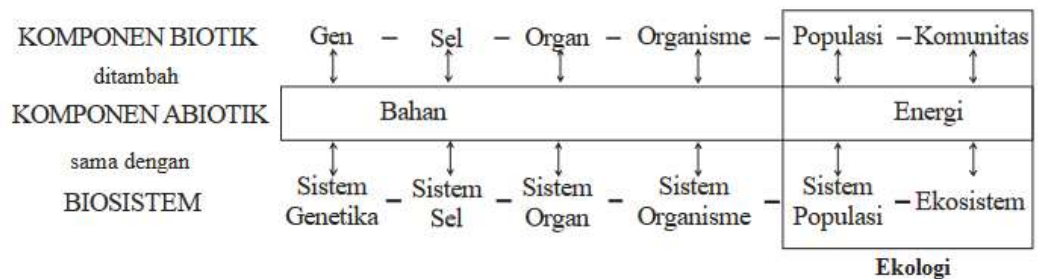 KOMPONEN BIOTIK Gen – Sel – Organ – Organisme – Populasi – Komunitas
ditambah
KOMPONEN ABIOTIK Bahan Energi
sama dengan
BIOSISTEM Sistem Genetika – Sistem Sel – Sistem Organ – Sistem Organisme – Sistem Populasi – Ekosistem
Ekologi